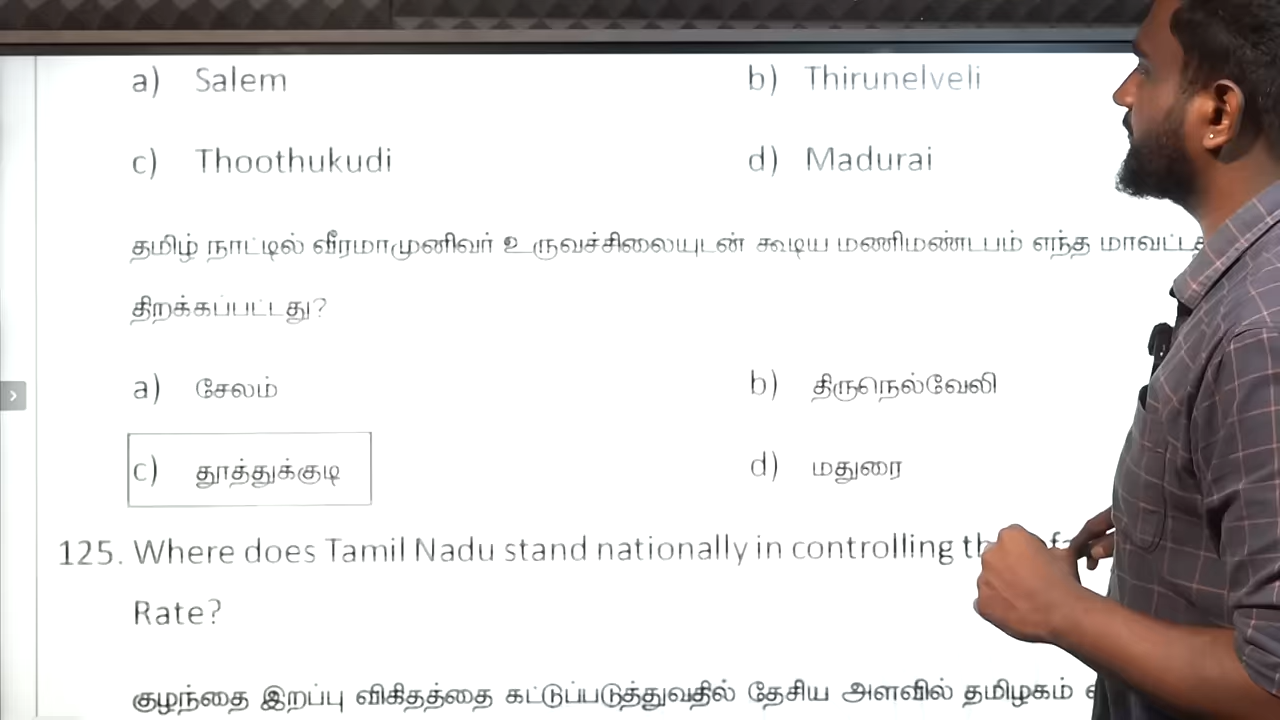 a) Salem b) Thirunelveli
c) Thoothukudi d) Madurai
தமிழ் நாட்டில் வீரமாமுனிவர் உருவச்சிலையுடன் கூடிய மணிமண்டபம் எந்த
திறக்கப்பட்டது?
a) சேலம் b) திருநெல்வேலி
c) தூத்துக்குடி d) மதுரை
125. Where does Tamil Nadu stand nationally in controlling
Rate?
குழந்தை இறப்பு விகிதத்தை கட்டுப்படுத்துவதில் தேசிய அளவில் தமிழகம்